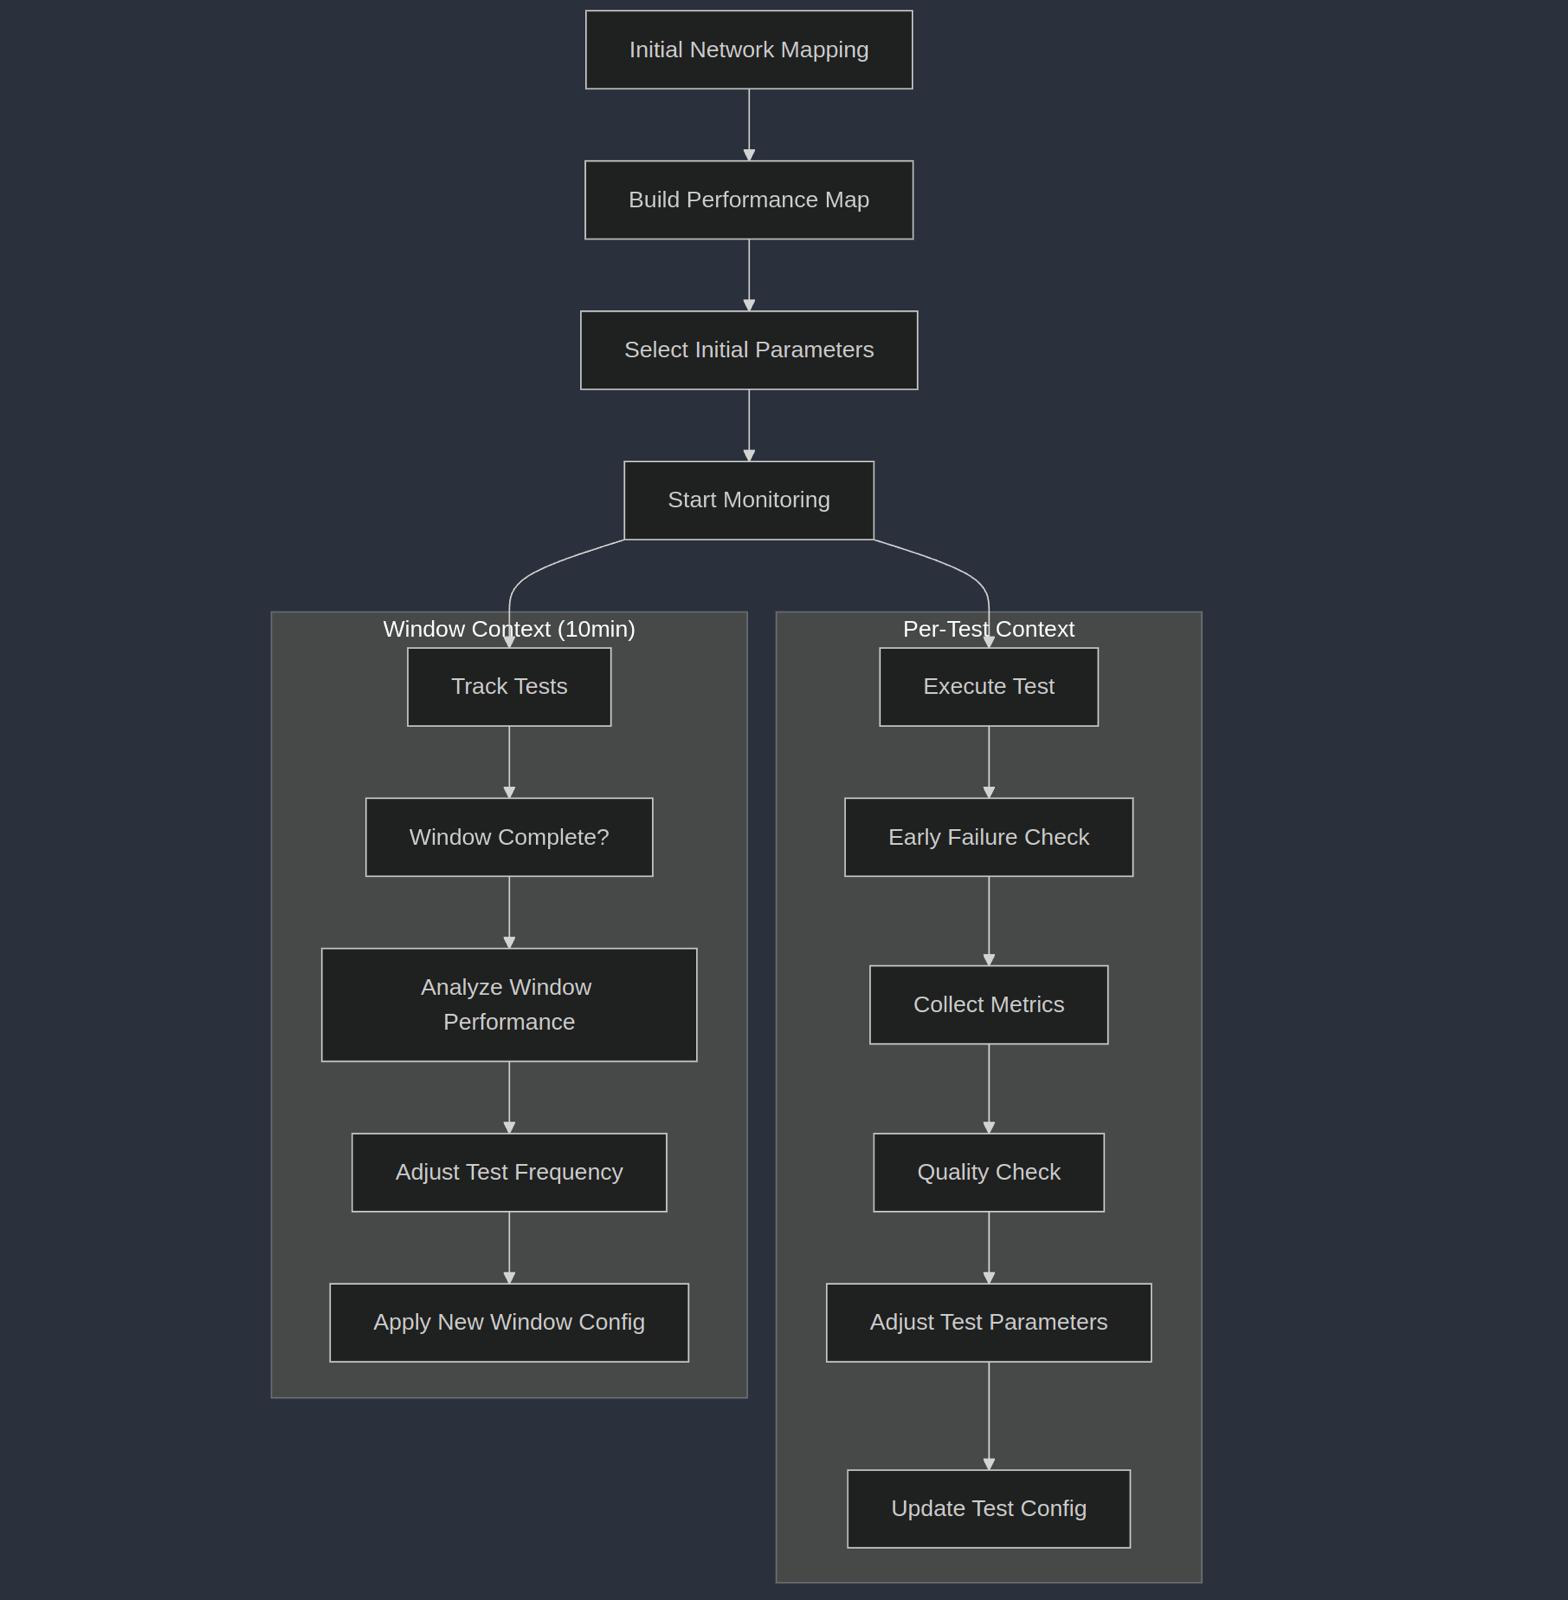 Initial Network Mapping
Build Performance Map
Select Initial Parameters
Start Monitoring
Window Context (10min)
Track Tests
Window Complete?
Analyze Window
Performance
Adjust Test Frequency
Apply New Window Config
Per-Test Context
Execute Test
Early Failure Check
Collect Metrics
Quality Check
Adjust Test Parameters
Update Test Config